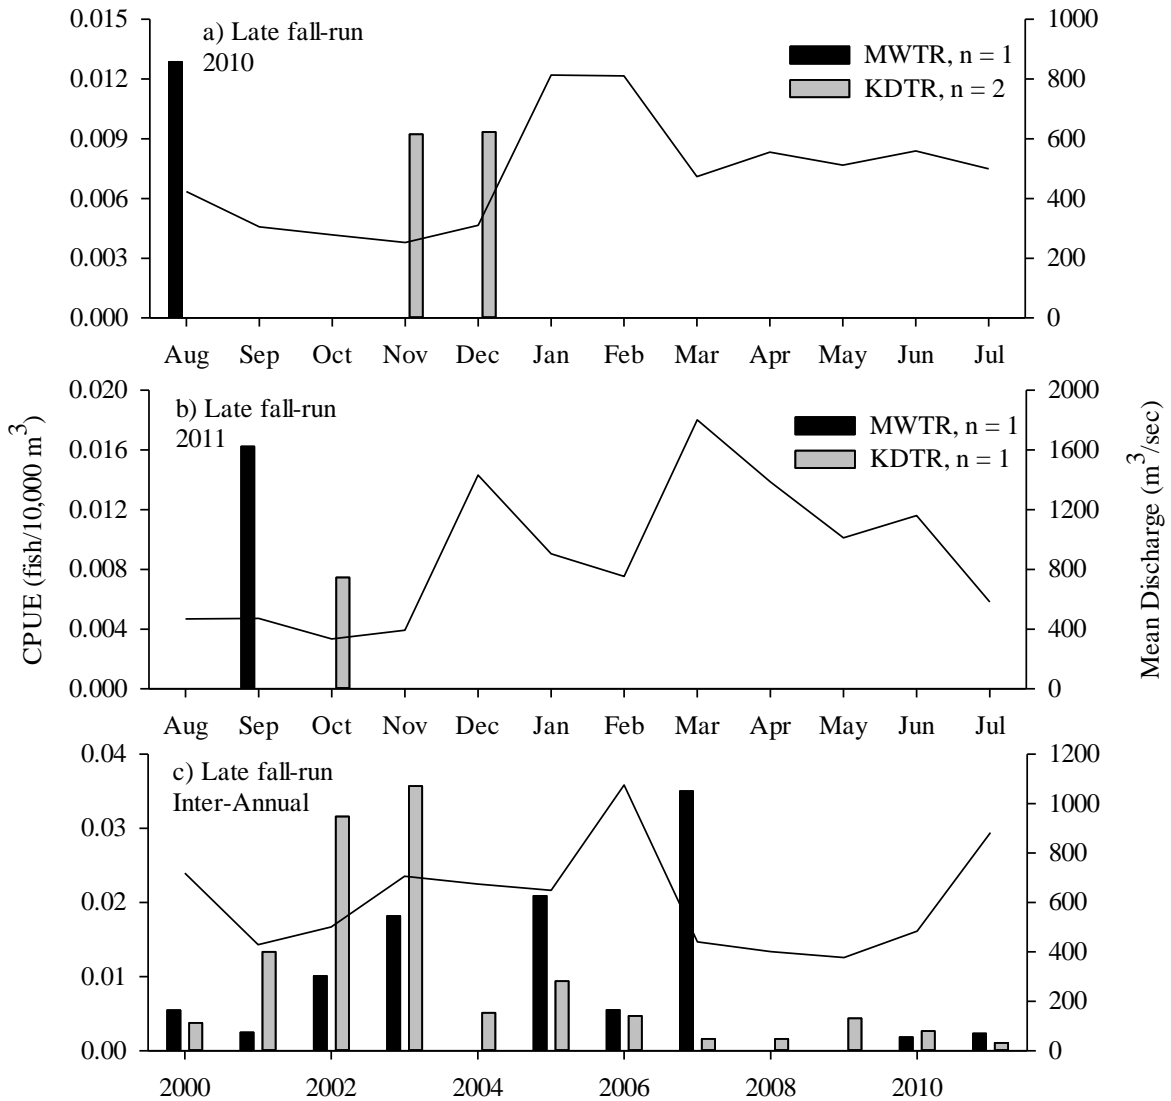 0.015
0.012
0.009
0.006
0.003
0.000
a) Late fall-run
2010
MWTR, n = 1
KDTR, n = 2
1000
800
600
400
200
0
Aug Sep Oct Nov Dec Jan Feb Mar Apr May Jun Jul
CPUE (fish/10,000 m³)
0.020
0.016
0.012
0.008
0.004
0.000
b) Late fall-run
2011
MWTR, n = 1
KDTR, n = 1
2000
1600
1200
800
400
0
Mean Discharge (m³/sec)
Aug Sep Oct Nov Dec Jan Feb Mar Apr May Jun Jul
0.04
0.03
0.02
0.01
0.00
c) Late fall-run
Inter-Annual
1200
1000
800
600
400
200
0
2000 2002 2004 2006 2008 2010